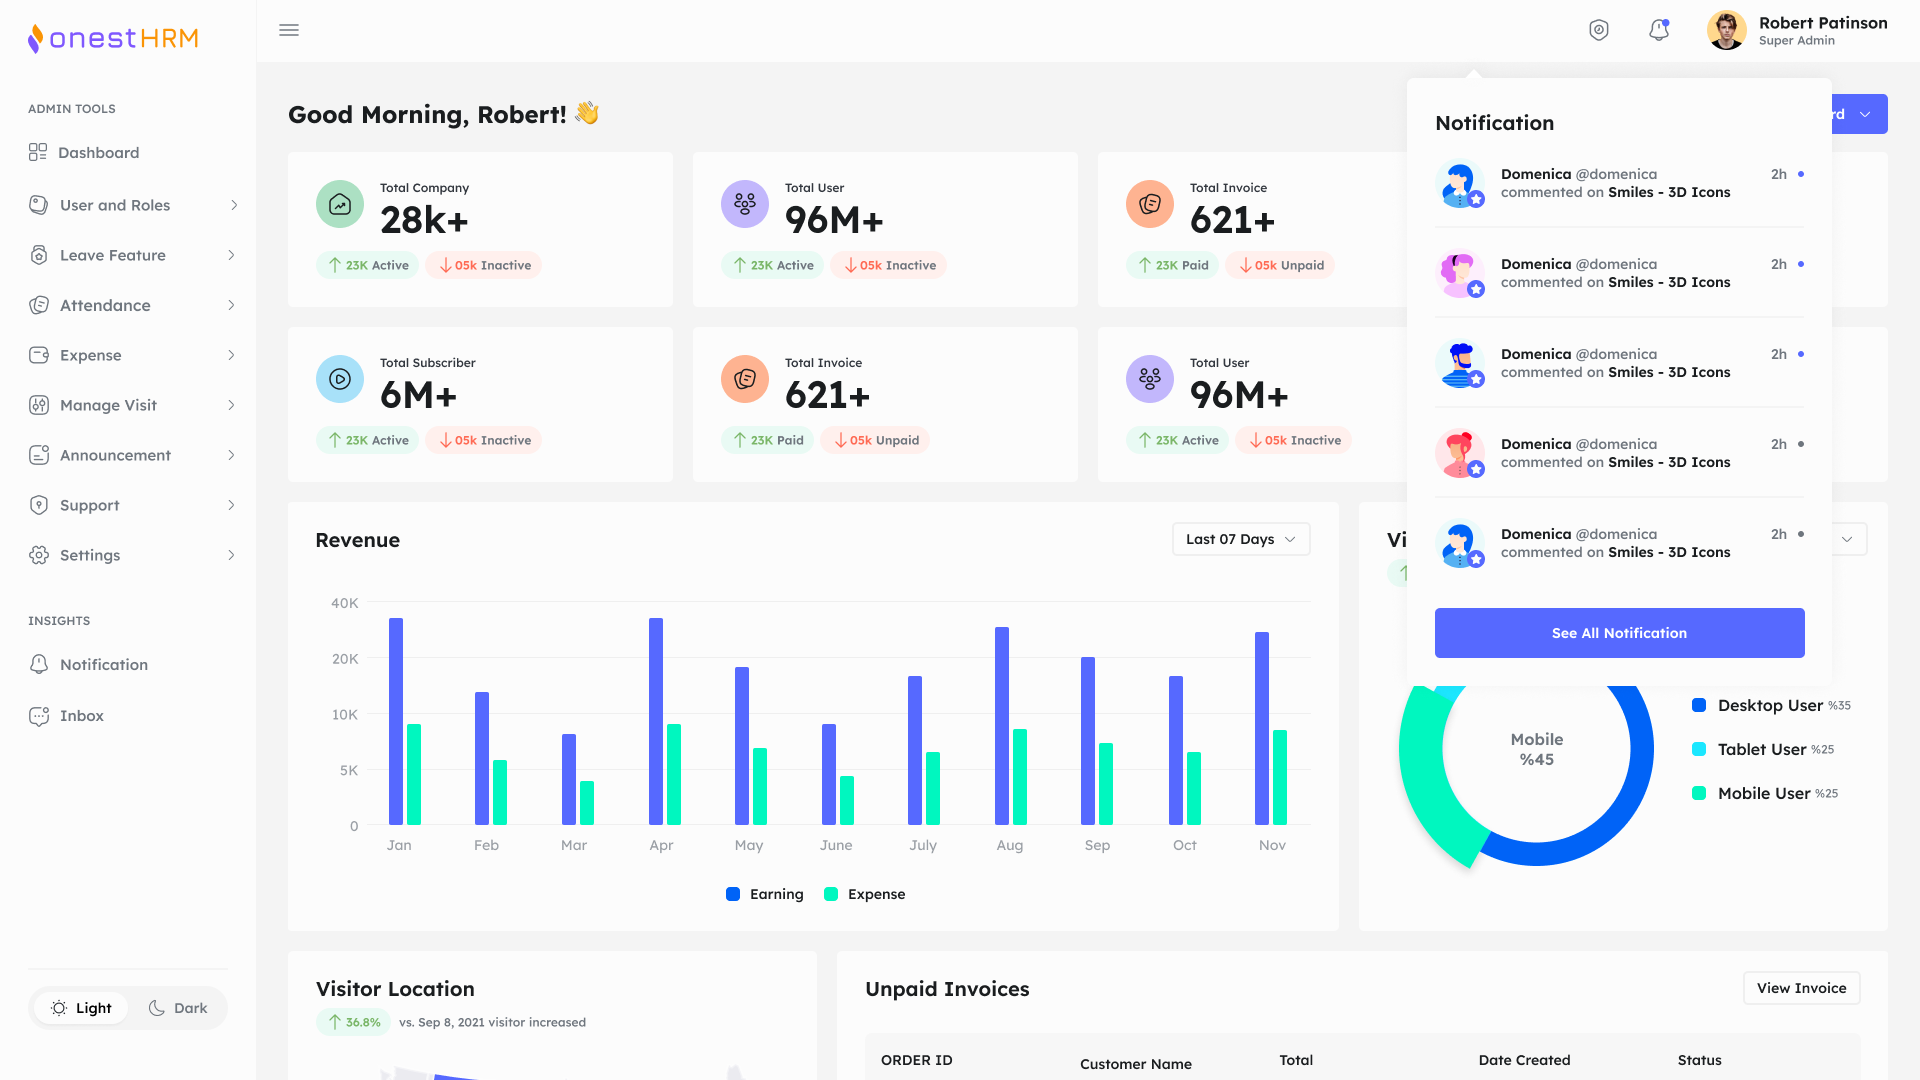 onestHRM
Robert Patinson
Super Admin
ADMIN TOOLS
Dashboard
User and Roles
Leave Feature
Attendance
Expense
Manage Visit
Announcement
Support
Settings
INSIGHTS
Notification
Inbox
Light
Dark
Good Morning, Robert! 👋
rd
Total Company
28k+
23K Active
05k Inactive
Total User
96M+
23K Active
05k Inactive
Total Invoice
621+
23K Paid
05k Unpaid
Total Subscriber
6M+
23K Active
05k Inactive
Total Invoice
621+
23K Paid
05k Unpaid
Total User
96M+
23K Active
05k Inactive
Notification
Domenica @domenica
2h
commented on Smiles - 3D Icons
Domenica @domenica
2h
commented on Smiles - 3D Icons
Domenica @domenica
2h
commented on Smiles - 3D Icons
Domenica @domenica
2h
commented on Smiles - 3D Icons
Domenica @domenica
2h
commented on Smiles - 3D Icons
See All Notification
Revenue
Last 07 Days
40K
20K
10K
5K
0
Jan
Feb
Mar
Apr
May
June
July
Aug
Sep
Oct
Nov
Earning
Expense
Vi
Mobile
%45
Desktop User %35
Tablet User %25
Mobile User %25
Visitor Location
36.8%
vs. Sep 8, 2021 visitor increased
Unpaid Invoices
View Invoice
ORDER ID
Customer Name
Total
Date Created
Status